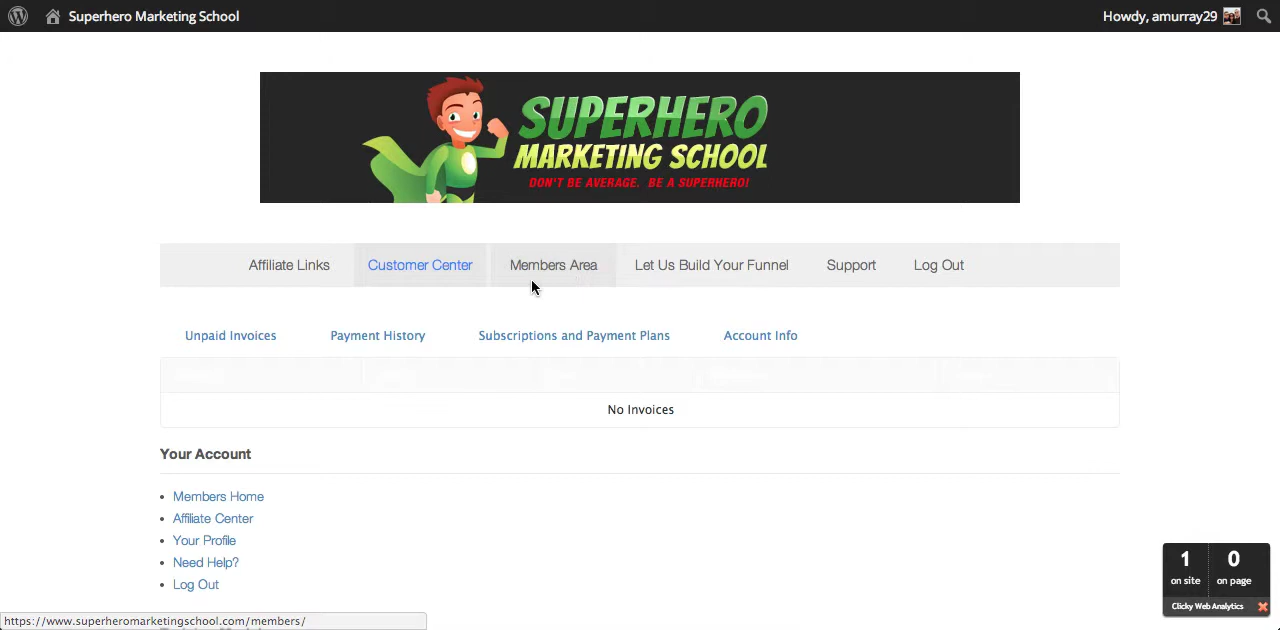 Superhero Marketing School
Howdy, amurray29
SUPERHERO
MARKETING SCHOOL
DON'T BE AVERAGE. BE A SUPERHERO!
Affiliate Links
Customer Center
Members Area
Let Us Build Your Funnel
Support
Log Out
Unpaid Invoices
Payment History
Subscriptions and Payment Plans
Account Info
No Invoices
Your Account
Members Home
Affiliate Center
Your Profile
Need Help?
Log Out
1
on site
0
on page
Clicky Web Analytics
https://www.superheromarketingschool.com/members/